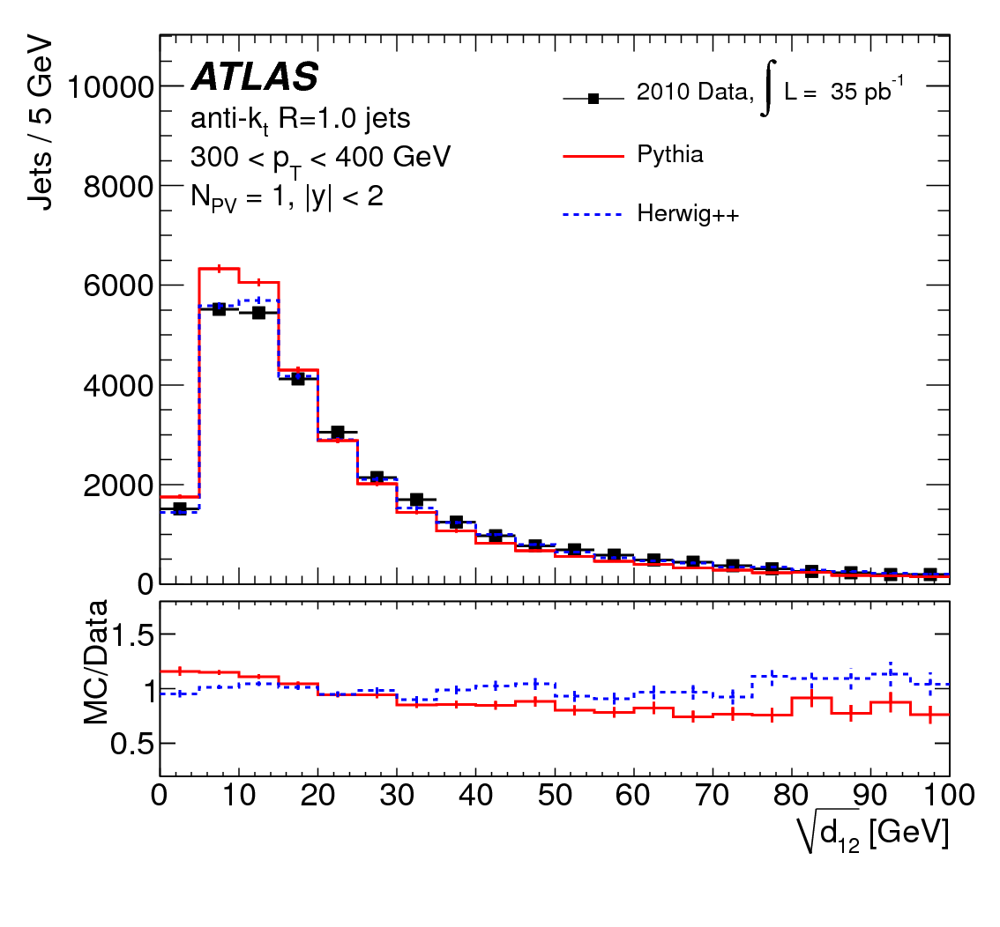 Jets / 5 GeV
10000
8000
6000
4000
2000
0
ATLAS
anti-k_t R=1.0 jets
300 < p_T < 400 GeV
N_PV = 1, |y| < 2
2010 Data, ∫ L = 35 pb^-1
Pythia
Herwig++
MC/Data
1.5
1
0.5
0 10 20 30 40 50 60 70 80 90 100
√d_12 [GeV]